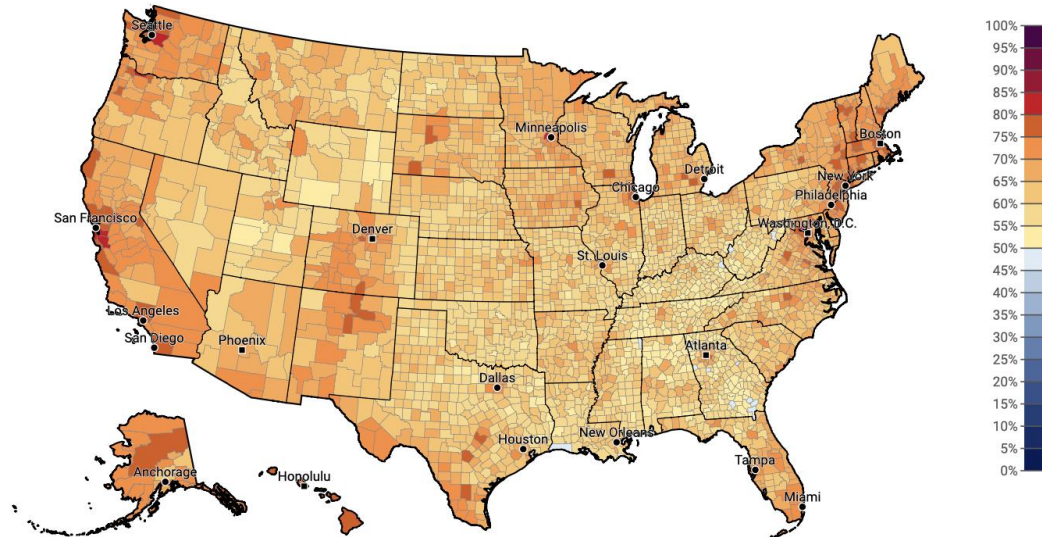 Seattle
Minneapolis
Boston
Detroit
New York
Chicago
Philadelphia
San Francisco
Denver
Washington, D.C.
St. Louis
Los Angeles
San Diego
Phoenix
Atlanta
Dallas
Houston
New Orleans
Anchorage
Honolulu
Tampa
Miami
100%
95%
90%
85%
80%
75%
70%
65%
60%
55%
50%
45%
40%
35%
30%
25%
20%
15%
10%
5%
0%